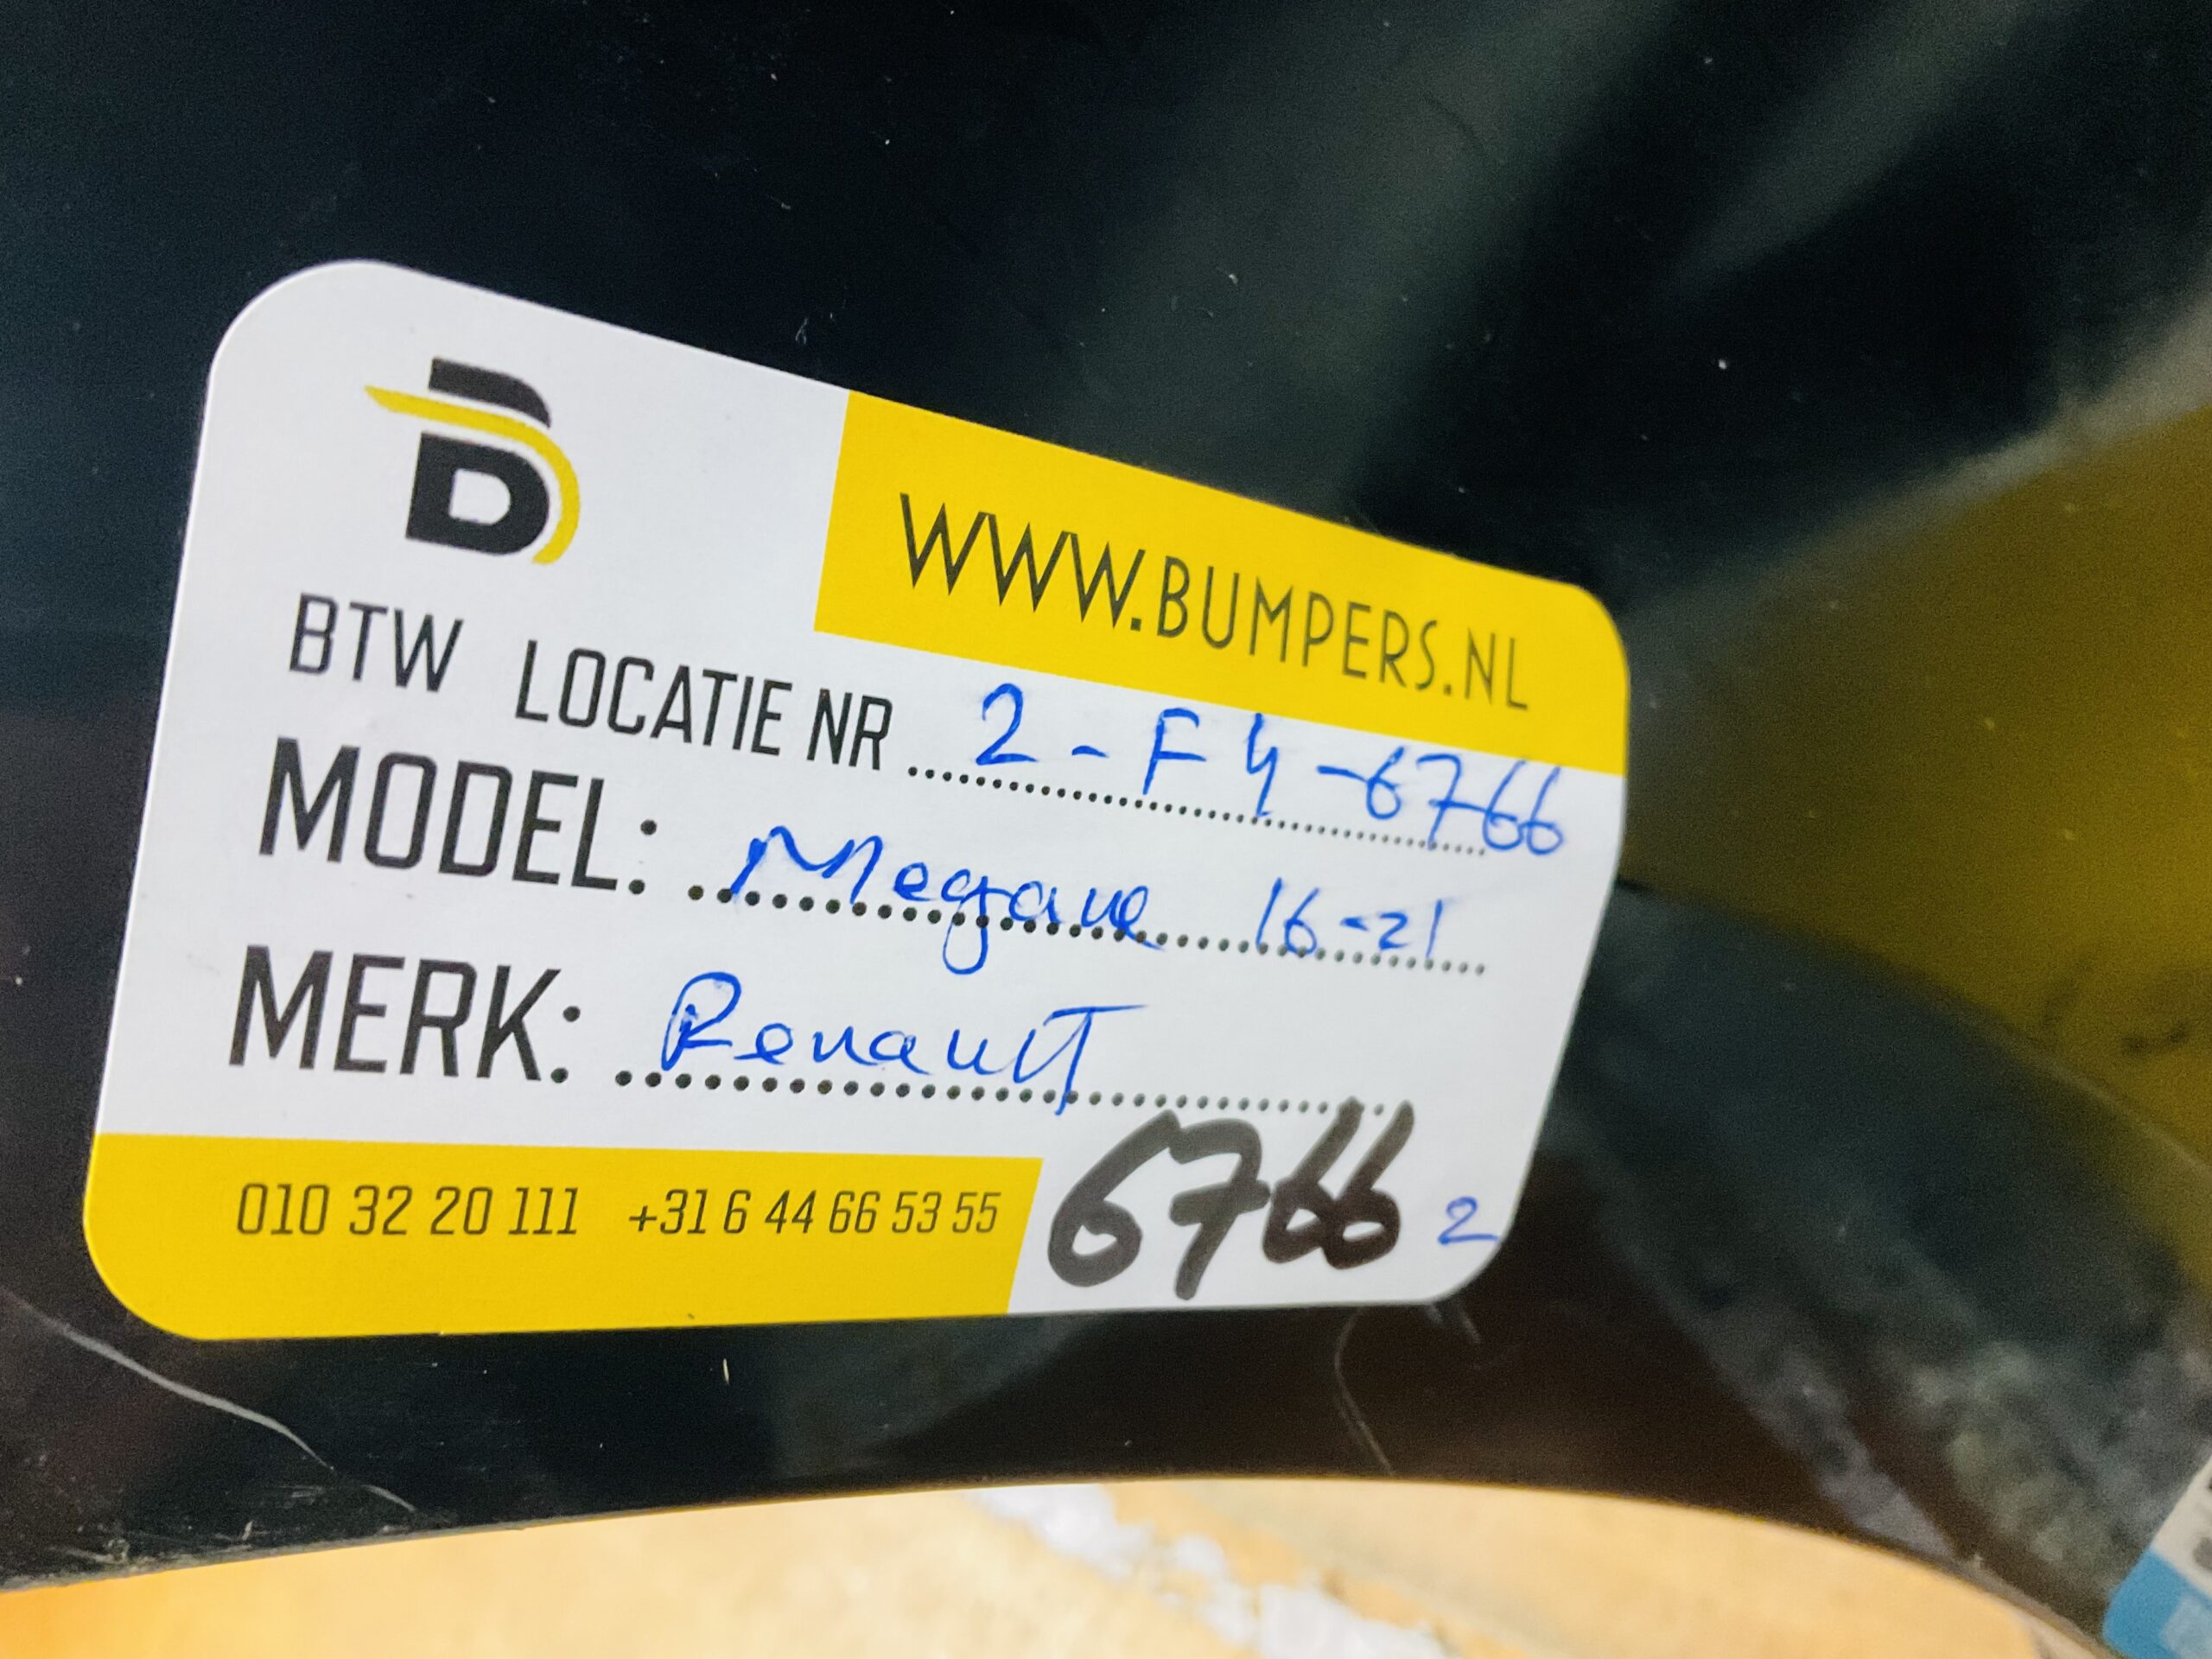 B
WWW.BUMPERS.NL
BTW LOCATIE NR ........ 2-F4-6766
MODEL: ........ Megane 16-21
MERK: ........ Renault
010 32 20 111 +31 6 44 66 53 55 6766 2